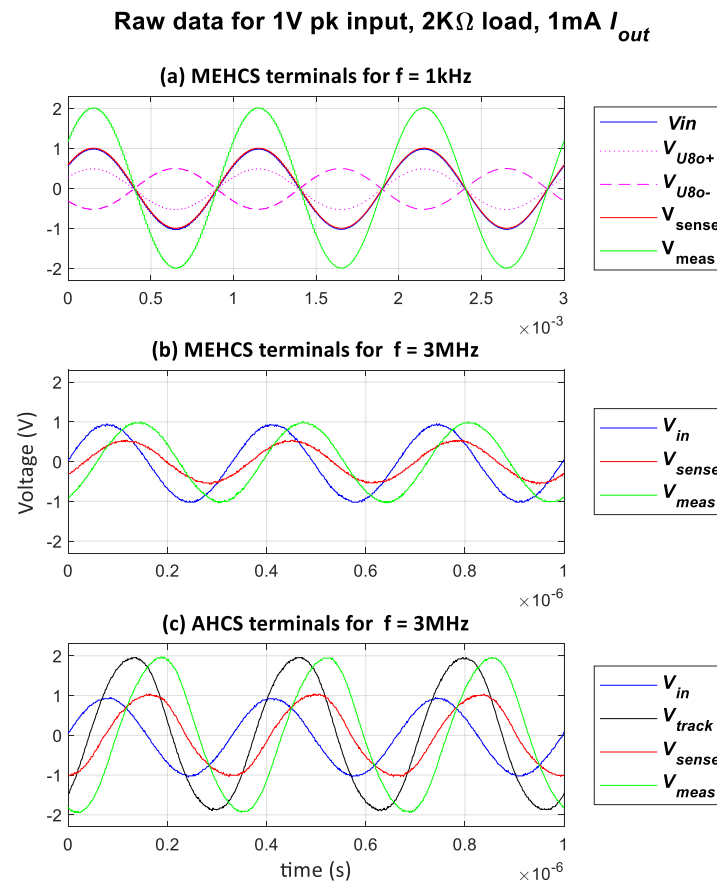 Raw data for 1V pk input, 2KΩ load, 1mA I_out
(a) MEHCS terminals for f = 1kHz
2
1
0
-1
-2
0 0.5 1 1.5 2 2.5 3
×10^-3
Vin
V_U8o+
V_U8o-
V_sense
V_meas
(b) MEHCS terminals for f = 3MHz
2
1
0
-1
-2
Voltage (V)
0 0.2 0.4 0.6 0.8 1
×10^-6
V_in
V_sense
V_meas
(c) AHCS terminals for f = 3MHz
2
1
0
-1
-2
0 0.2 0.4 0.6 0.8 1
time (s)
×10^-6
V_in
V_track
V_sense
V_meas